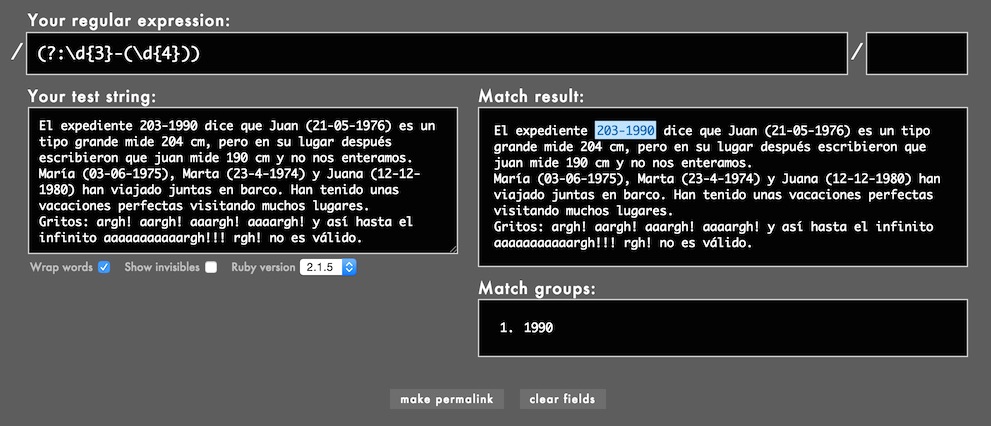 Your regular expression:
/ (?:\d{3}-(\d{4})) /
Your test string:
El expediente 203-1990 dice que Juan (21-05-1976) es un
tipo grande mide 204 cm, pero en su lugar después
escribieron que juan mide 190 cm y no nos enteramos.
María (03-06-1975), Marta (23-4-1974) y Juana (12-12-
1980) han viajado juntas en barco. Han tenido unas
vacaciones perfectas visitando muchos lugares.
Gritos: argh! aargh! aaargh! aaaargh! y así hasta el
infinito aaaaaaaaaaargh!!! rgh! no es válido.
Wrap words Show invisibles Ruby version 2.1.5
Match result:
El expediente 203-1990 dice que Juan (21-05-1976) es un tipo
grande mide 204 cm, pero en su lugar después escribieron que
juan mide 190 cm y no nos enteramos.
María (03-06-1975), Marta (23-4-1974) y Juana (12-12-1980) han
viajado juntas en barco. Han tenido unas vacaciones perfectas
visitando muchos lugares.
Gritos: argh! aargh! aaargh! aaaargh! y así hasta el infinito
aaaaaaaaaaargh!!! rgh! no es válido.
Match groups:
1. 1990
make permalink clear fields